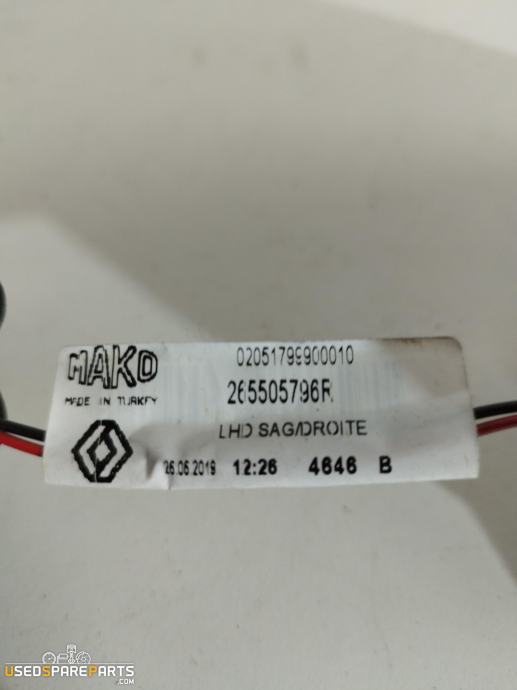 MAKO
MADE IN TURKEY
02051799900010
265505796R
LHD SAG/DROITE
26.06.2019 12:26 4646 B
USEDSPAREPARTS
.COM